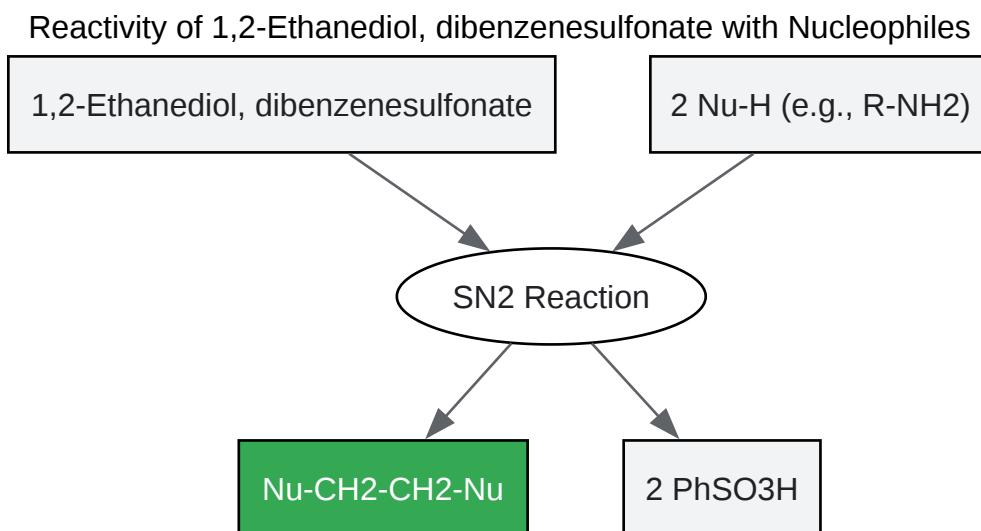 Reactivity of 1,2-Ethanediol, dibenzenesulfonate with Nucleophiles
1,2-Ethanediol, dibenzenesulfonate
2 Nu-H (e.g., R-NH2)
SN2 Reaction
Nu-CH2-CH2-Nu
2 PhSO3H